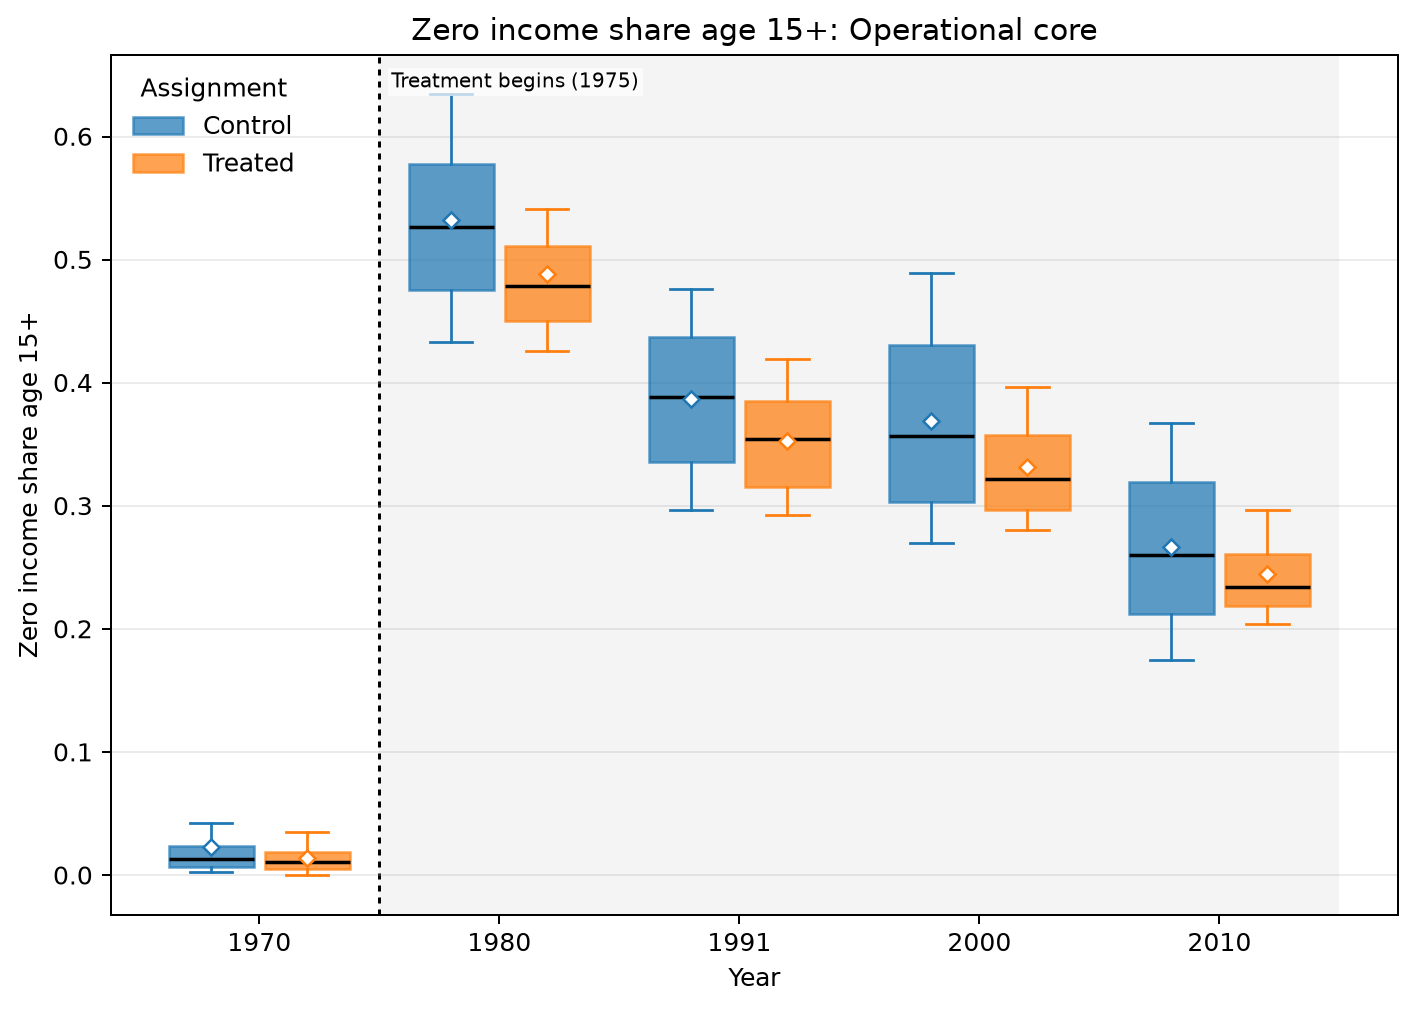 Zero income share age 15+: Operational core
Assignment
Control
Treated
Treatment begins (1975)
Zero income share age 15+
0.6
0.5
0.4
0.3
0.2
0.1
0.0
1970
1980
1991
2000
2010
Year